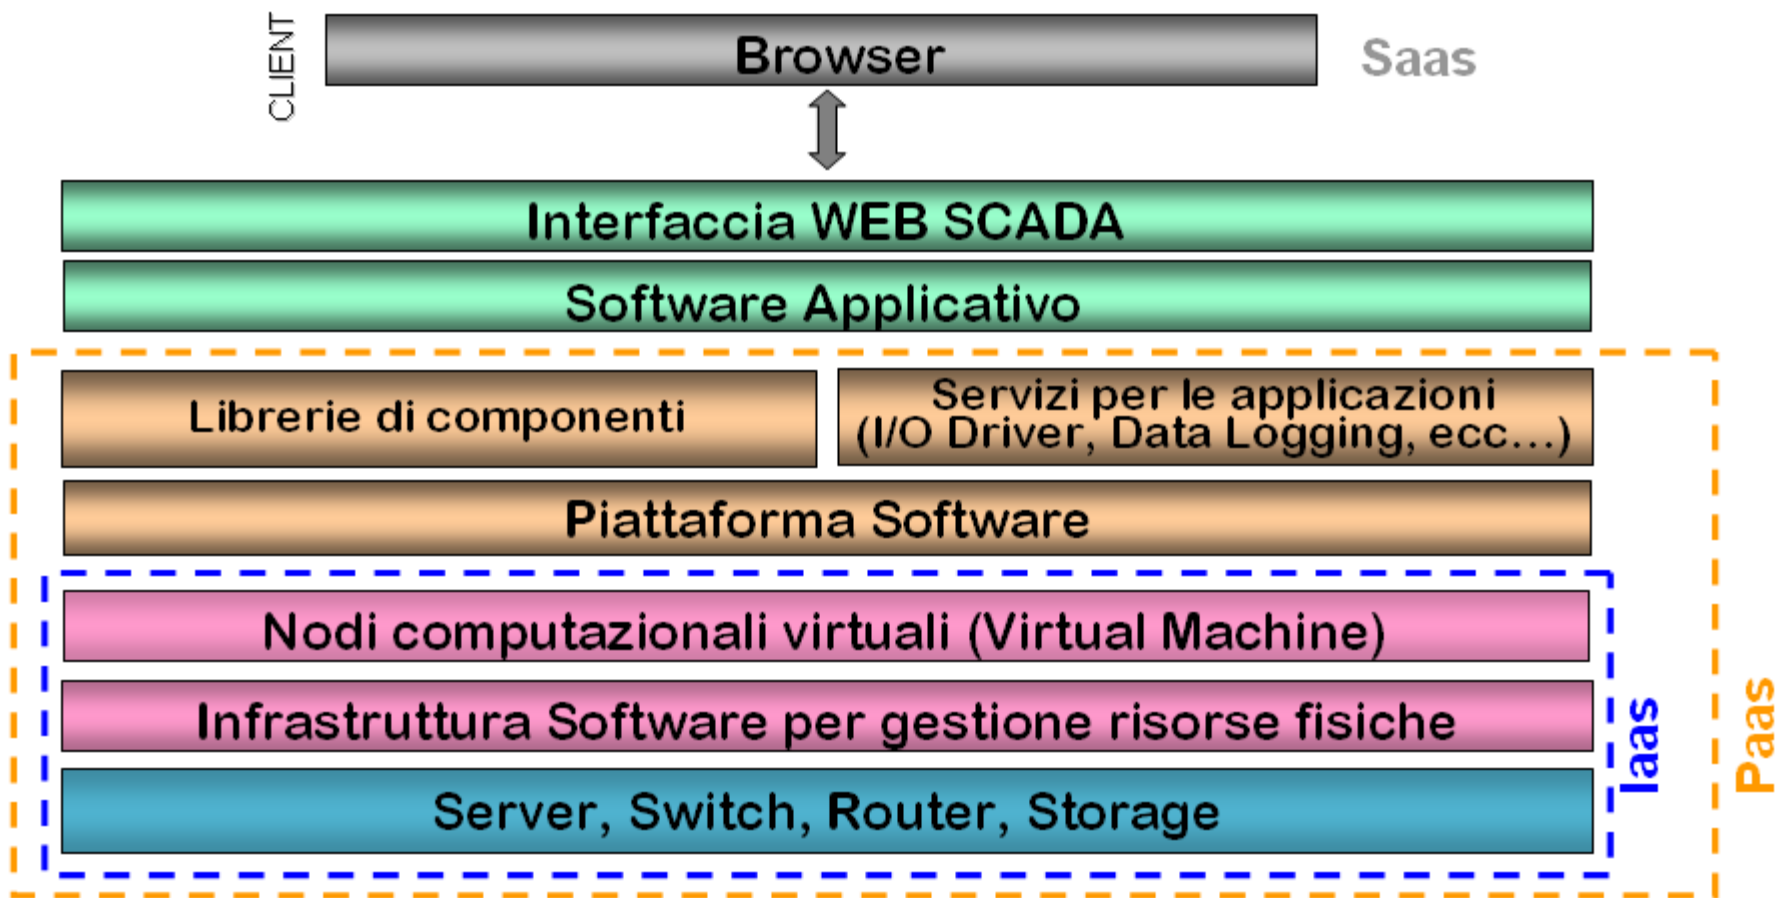 CLIENT
Browser
Saas
Interfaccia WEB SCADA
Software Applicativo
Librerie di componenti
Servizi per le applicazioni
(I/O Driver, Data Logging, ecc...)
Piattaforma Software
Nodi computazionali virtuali (Virtual Machine)
Infrastruttura Software per gestione risorse fisiche
Server, Switch, Router, Storage
Iaas
Paas